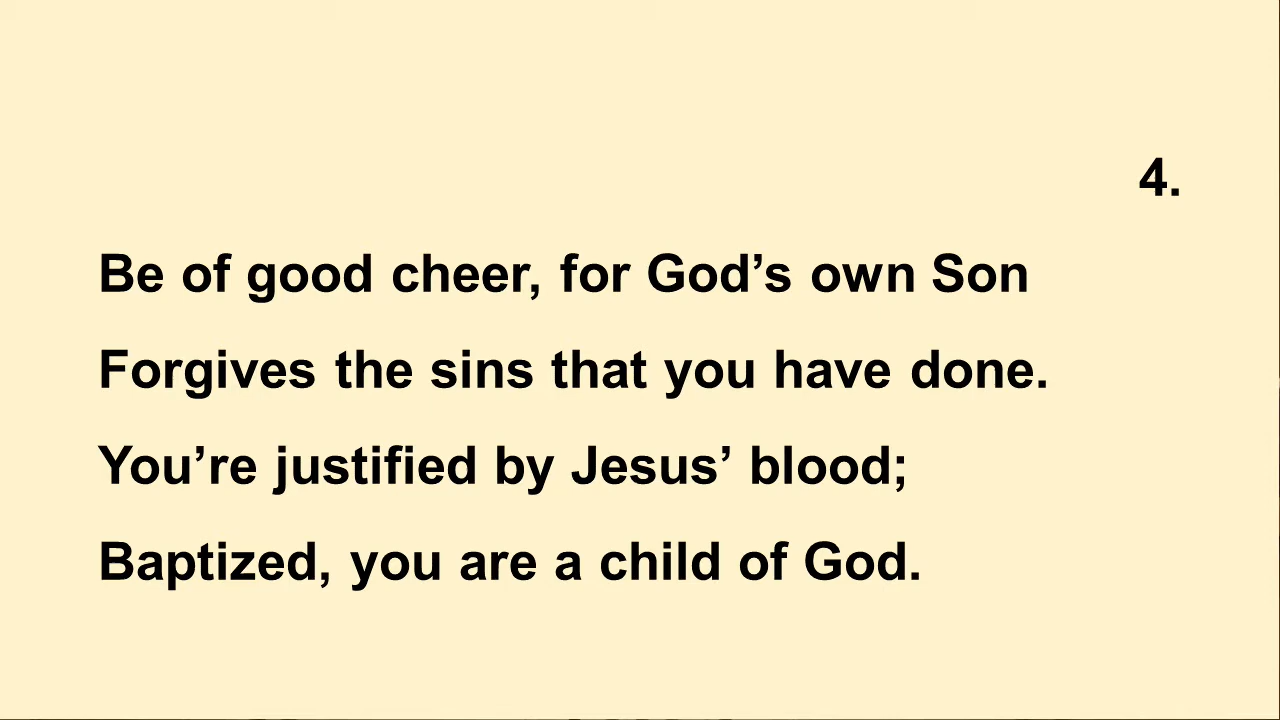 4.
Be of good cheer, for God’s own Son
Forgives the sins that you have done.
You’re justified by Jesus’ blood;
Baptized, you are a child of God.